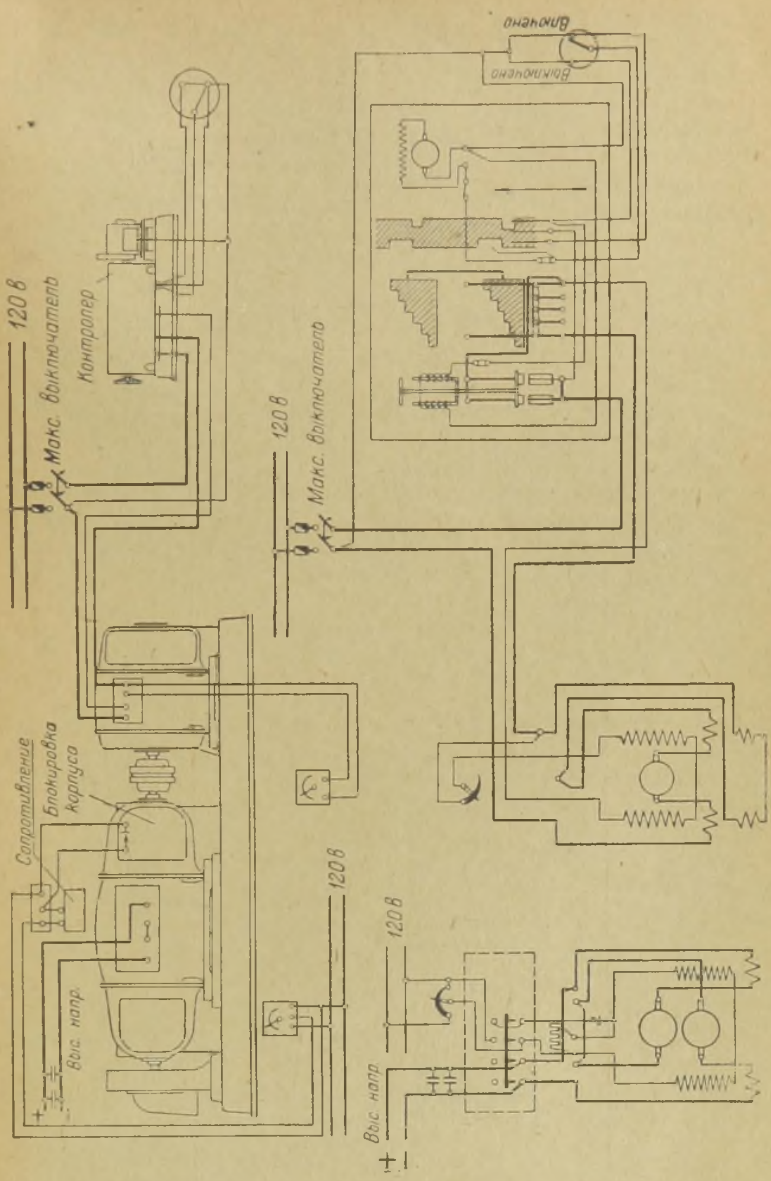 120 В
Макс. выключатель
Контролер
Сопротивление
Блокировка
корпуса
+
-
Выс. напр.
120 В
120 В
Макс. выключатель
Включено
Выключено
120 В
Выс. напр.
+
-